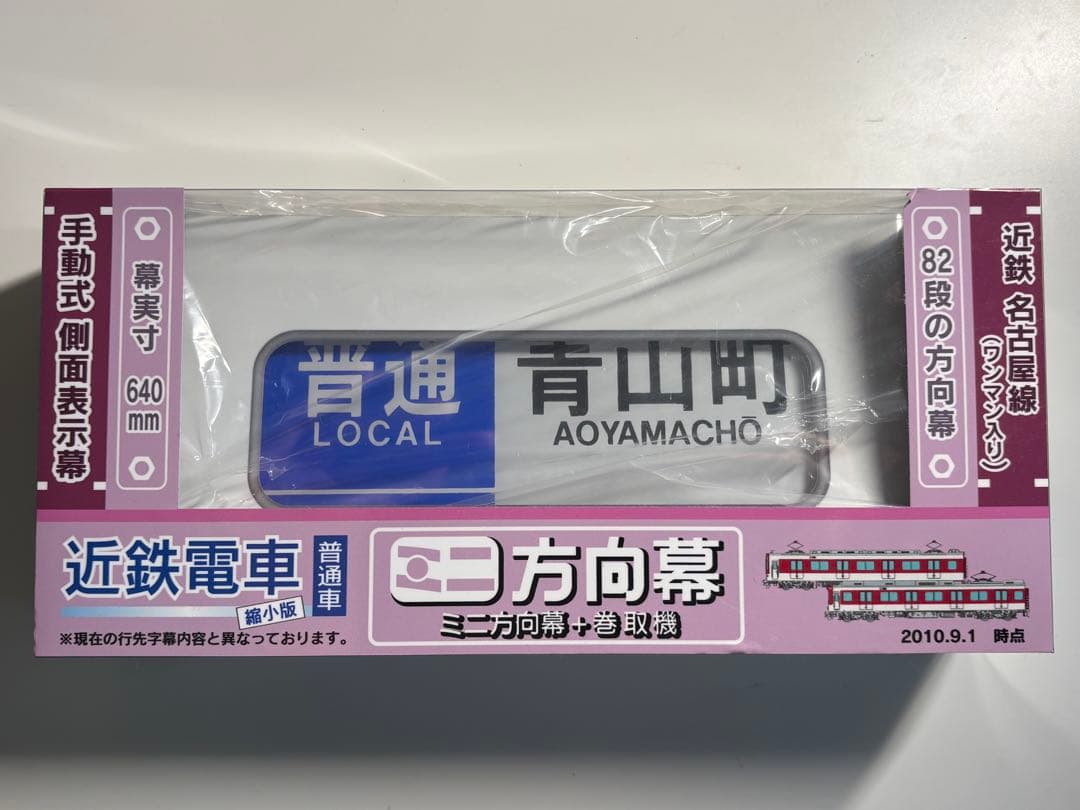 手動式 側面表示幕
幕実寸 640mm
普通
LOCAL
青山町
AOYAMACHŌ
82段の方向幕
近鉄 名古屋線
(ワンマン入り)
近鉄電車
縮小版
普通車
※現在の行先字幕内容と異なっております。
ミニ方向幕
ミニ方向幕+巻取機
2010.9.1 時点